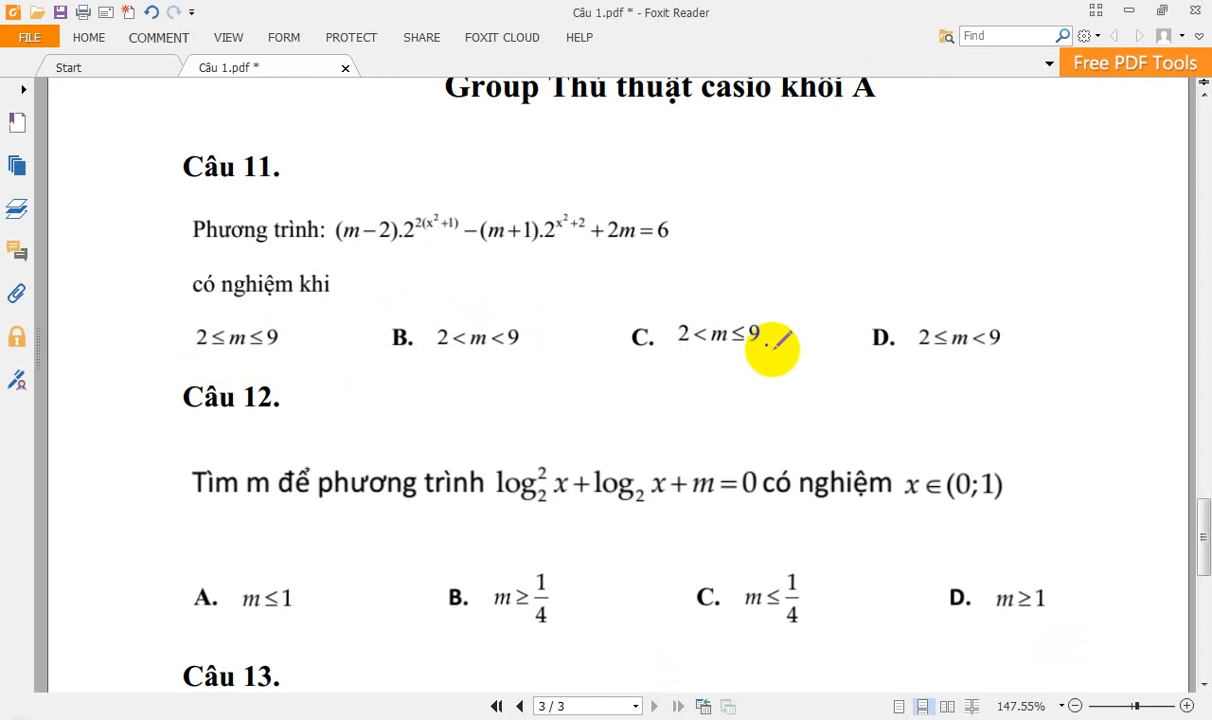 Câu 1.pdf * - Foxit Reader
FILE HOME COMMENT VIEW FORM PROTECT SHARE FOXIT CLOUD HELP Find
Start Câu 1.pdf * Free PDF Tools
Group Thủ thuật casio khối A
Câu 11.
Phương trình: (m−2).2^{2(x²+1)} −(m+1).2^{x²+2} +2m=6
có nghiệm khi
2≤m≤9 B. 2<m<9 C. 2<m≤9. D. 2≤m<9
Câu 12.
Tìm m để phương trình log₂² x+log₂ x+m=0 có nghiệm x∈(0;1)
A. m≤1 B. m≥1/4 C. m≤1/4 D. m≥1
Câu 13.
3 / 3 147.55%